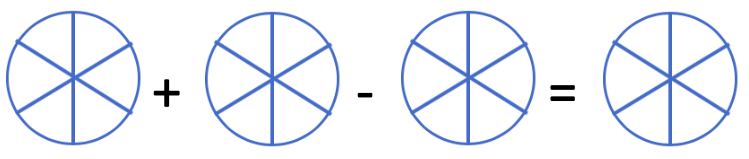 + - =